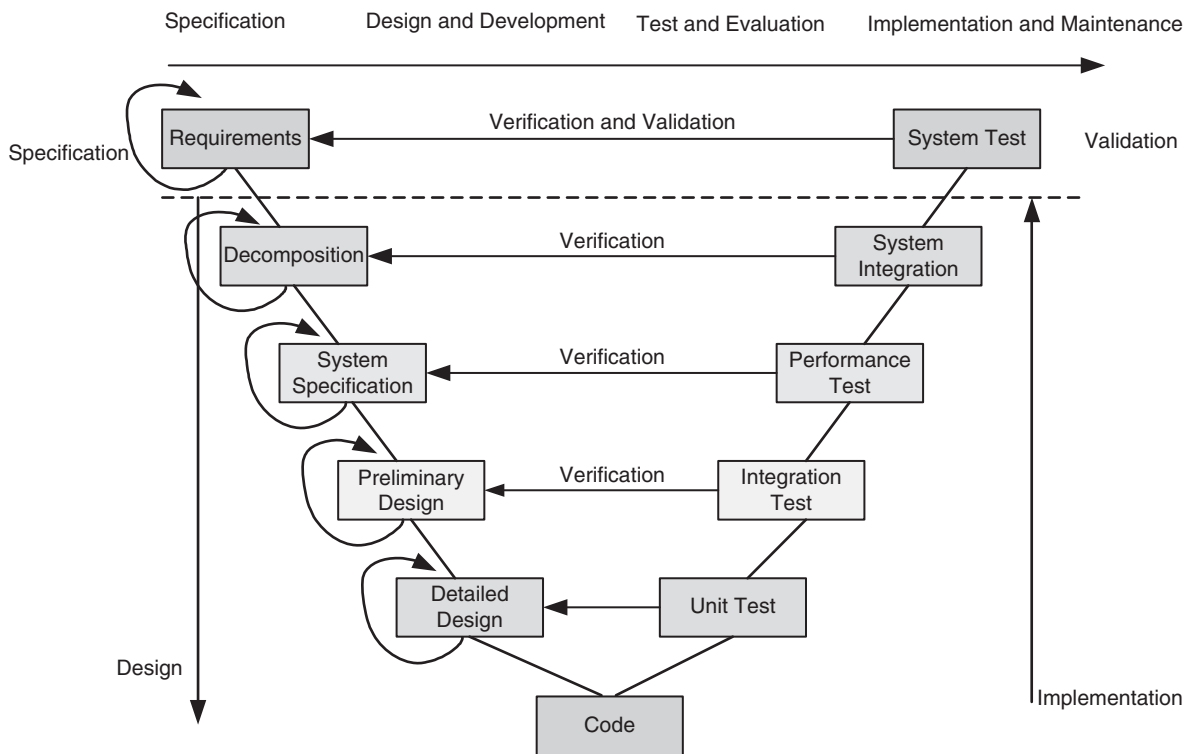 Specification
Design and Development
Test and Evaluation
Implementation and Maintenance
Requirements
Verification and Validation
System Test
Specification
Validation
Decomposition
Verification
System
Integration
System
Specification
Verification
Performance
Test
Preliminary
Design
Verification
Integration
Test
Detailed
Design
Unit Test
Design
Implementation
Code